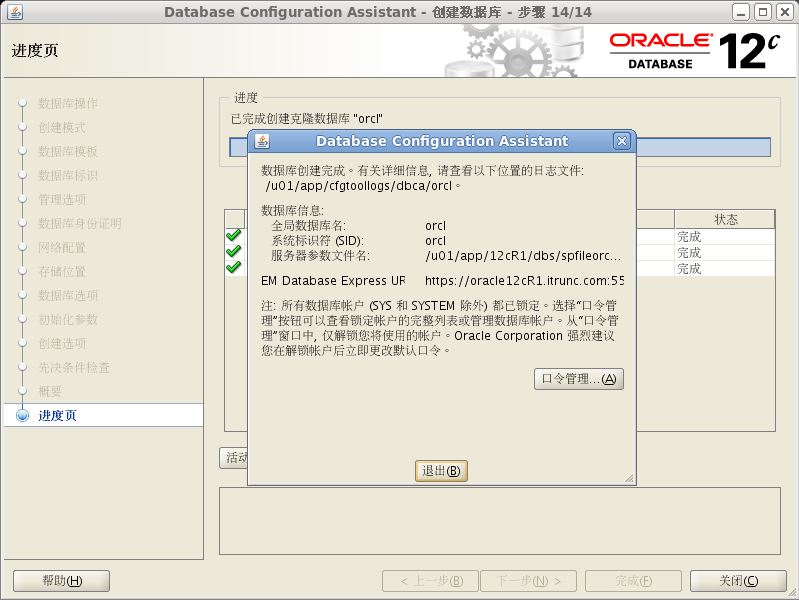 Database Configuration Assistant - 创建数据库 - 步骤 14/14
进度页
ORACLE
DATABASE
12c
数据库操作
创建模式
数据库模板
数据库标识
管理选项
数据库身份证明
网络配置
存储位置
数据库选项
初始化参数
创建选项
先决条件检查
概要
进度页
进度
已完成创建克隆数据库 "orcl"
状态
完成
完成
完成
活动
Database Configuration Assistant
数据库创建完成。有关详细信息, 请查看以下位置的日志文件:
/u01/app/cfgtoollogs/dbca/orcl。
数据库信息:
全局数据库名: orcl
系统标识符 (SID): orcl
服务器参数文件名: /u01/app/12cR1/dbs/spfileorc...
EM Database Express UR https://oracle12cR1.itrunc.com:55
注: 所有数据库帐户 (SYS 和 SYSTEM 除外) 都已锁定。选择“口令管
理”按钮可以查看锁定帐户的完整列表或管理数据库帐户。从“口令管
理”窗口中, 仅解锁您将使用的帐户。Oracle Corporation 强烈建议
您在解锁帐户后立即更改默认口令。
口令管理...(A)
退出(B)
帮助(H)
< 上一步(B)
下一步(N) >
完成(F)
关闭(C)